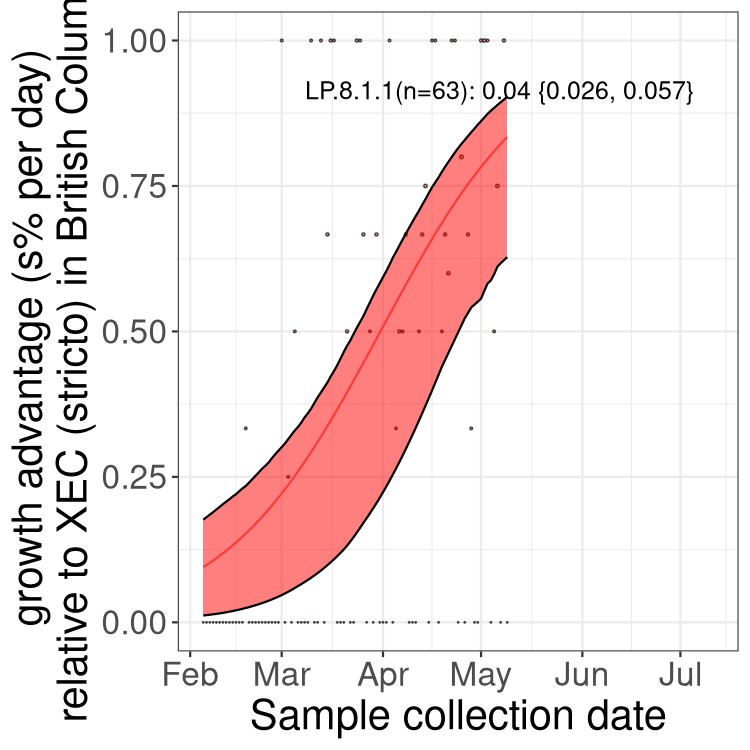 growth advantage (s% per day)
relative to XEC (stricto) in British Colum
1.00
0.75
0.50
0.25
0.00
LP.8.1.1(n=63): 0.04 {0.026, 0.057}
Feb Mar Apr May Jun Jul
Sample collection date